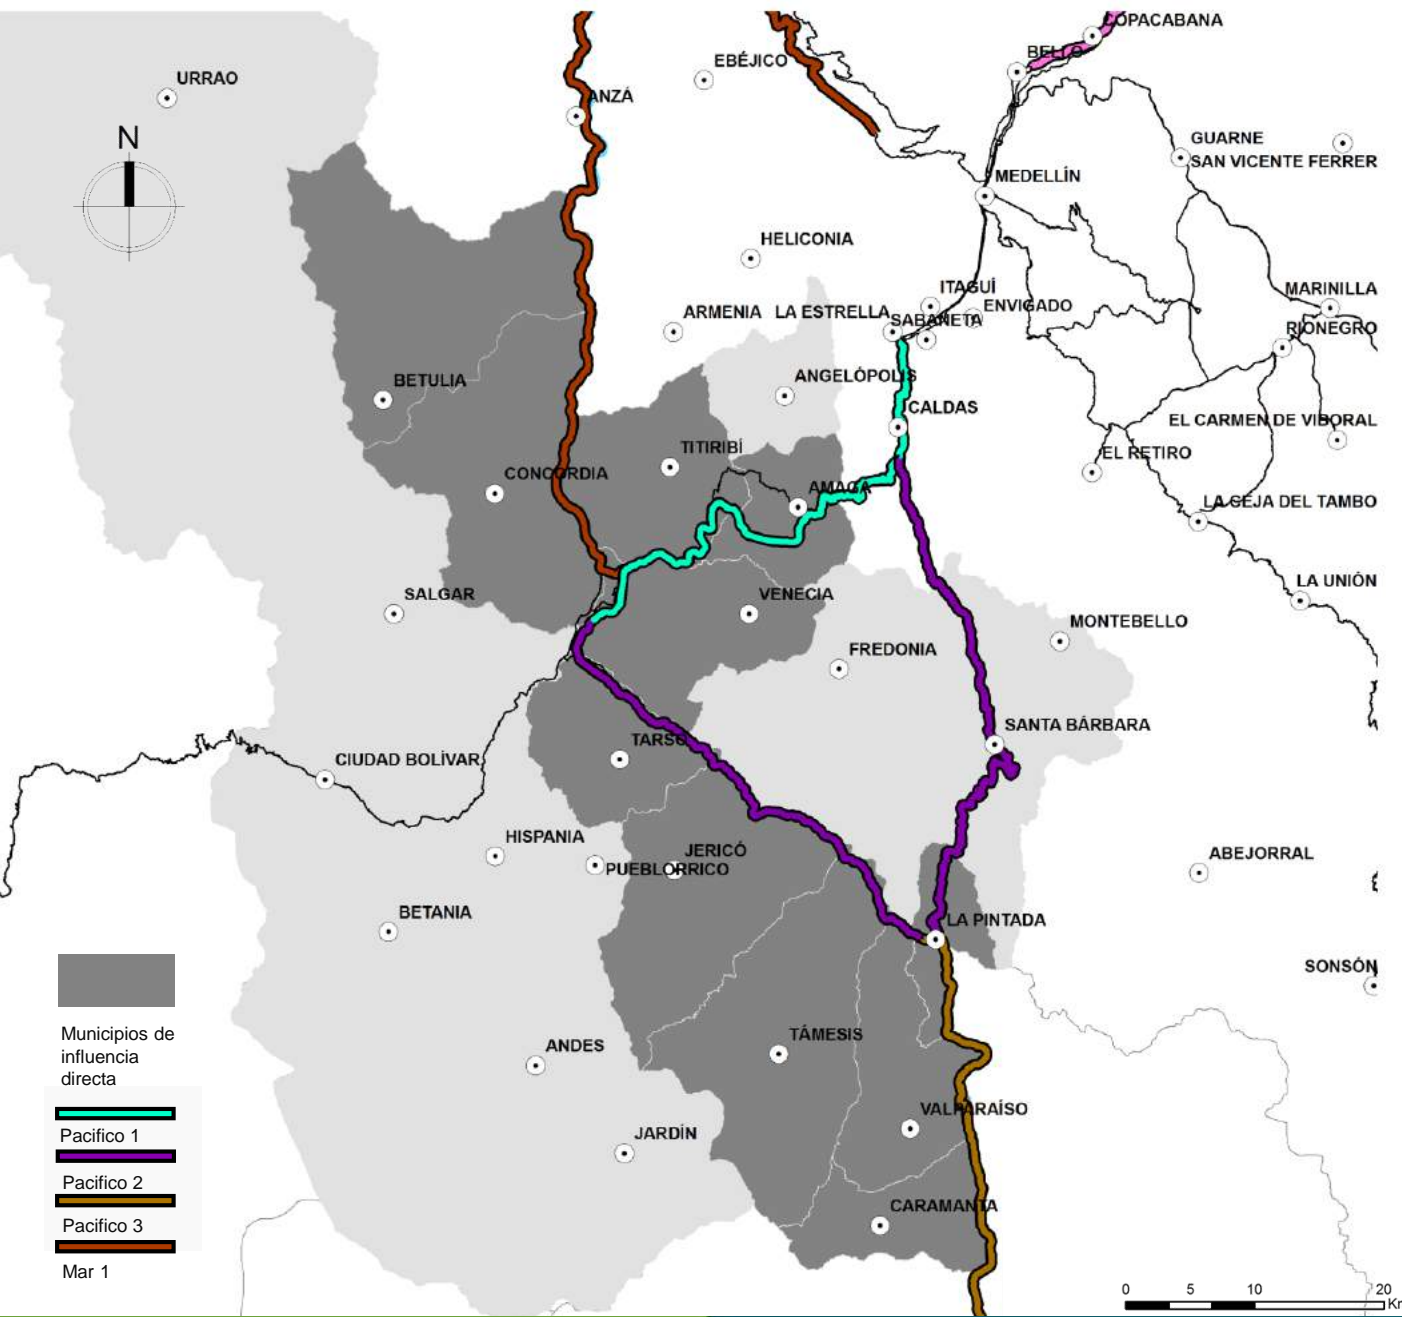 COPACABANA
BELLO
EBÉJICO
URRAO
ANZÁ
N
GUARNE
SAN VICENTE FERRER
MEDELLÍN
HELICONIA
ITAGUÍ
MARINILLA
ENVIGADO
ARMENIA
LA ESTRELLA
SABANETA
RIONEGRO
ANGELÓPOLIS
BETULIA
CALDAS
EL CARMEN DE VIBORAL
TITIRIBÍ
EL RETIRO
CONCORDIA
AMAGÁ
LA CEJA DEL TAMBO
LA UNIÓN
SALGAR
VENECIA
MONTEBELLO
FREDONIA
SANTA BÁRBARA
TARSO
CIUDAD BOLÍVAR
HISPANIA
JERICÓ
PUEBLORRICO
ABEJORRAL
BETANIA
LA PINTADA
SONSÓN
Municipios de
influencia
directa
TÁMESIS
ANDES
VALPARAÍSO
JARDÍN
Pacifico 1
Pacifico 2
CARAMANTA
Pacifico 3
Mar 1
0 5 10 20
Km